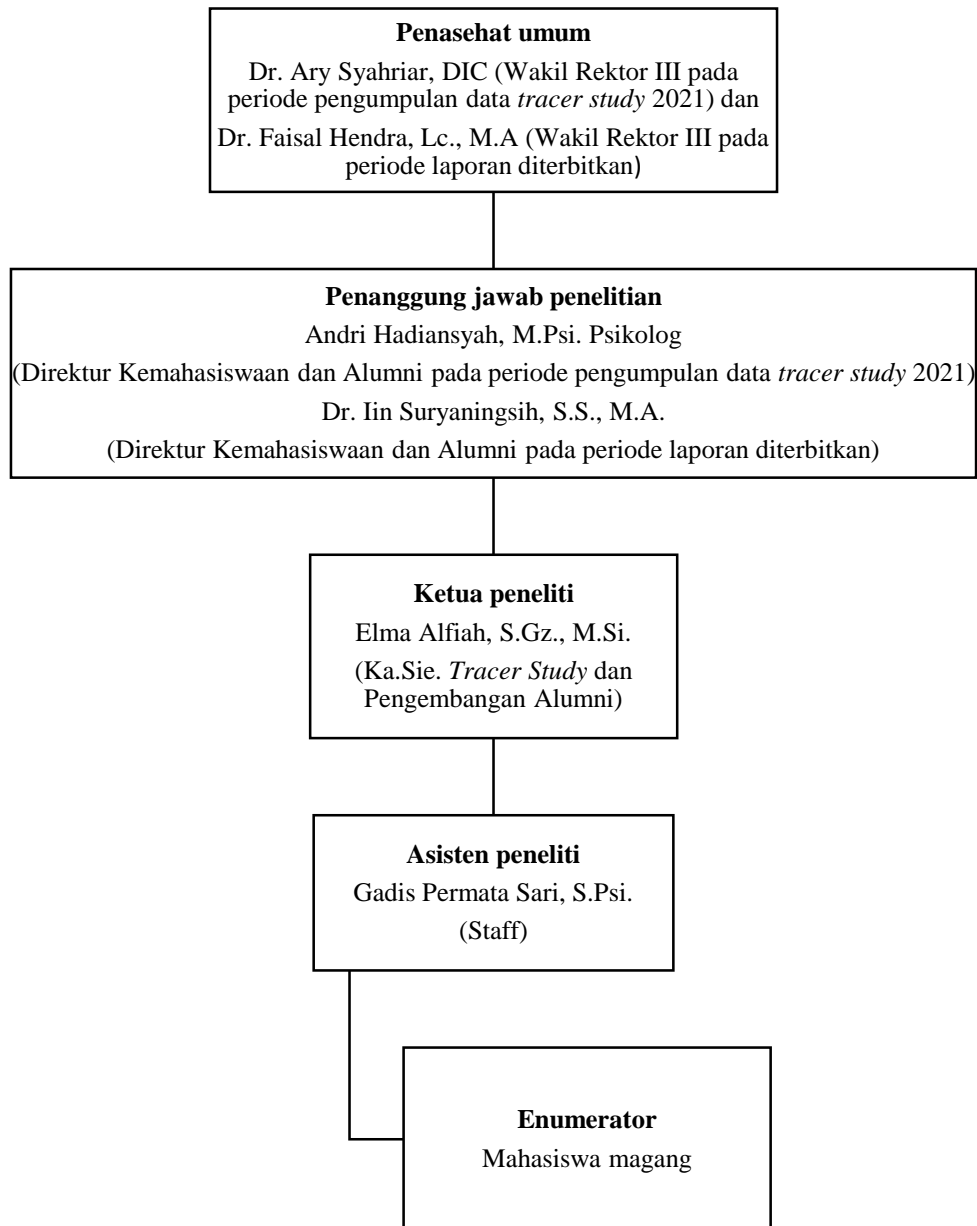 Penasehat umum
Dr. Ary Syahriar, DIC (Wakil Rektor III pada
periode pengumpulan data tracer study 2021) dan
Dr. Faisal Hendra, Lc., M.A (Wakil Rektor III pada
periode laporan diterbitkan)
Penanggung jawab penelitian
Andri Hadiansyah, M.Psi. Psikolog
(Direktur Kemahasiswaan dan Alumni pada periode pengumpulan data tracer study 2021)
Dr. Iin Suryaningsih, S.S., M.A.
(Direktur Kemahasiswaan dan Alumni pada periode laporan diterbitkan)
Ketua peneliti
Elma Alfiah, S.Gz., M.Si.
(Ka.Sie. Tracer Study dan
Pengembangan Alumni)
Asisten peneliti
Gadis Permata Sari, S.Psi.
(Staff)
Enumerator
Mahasiswa magang